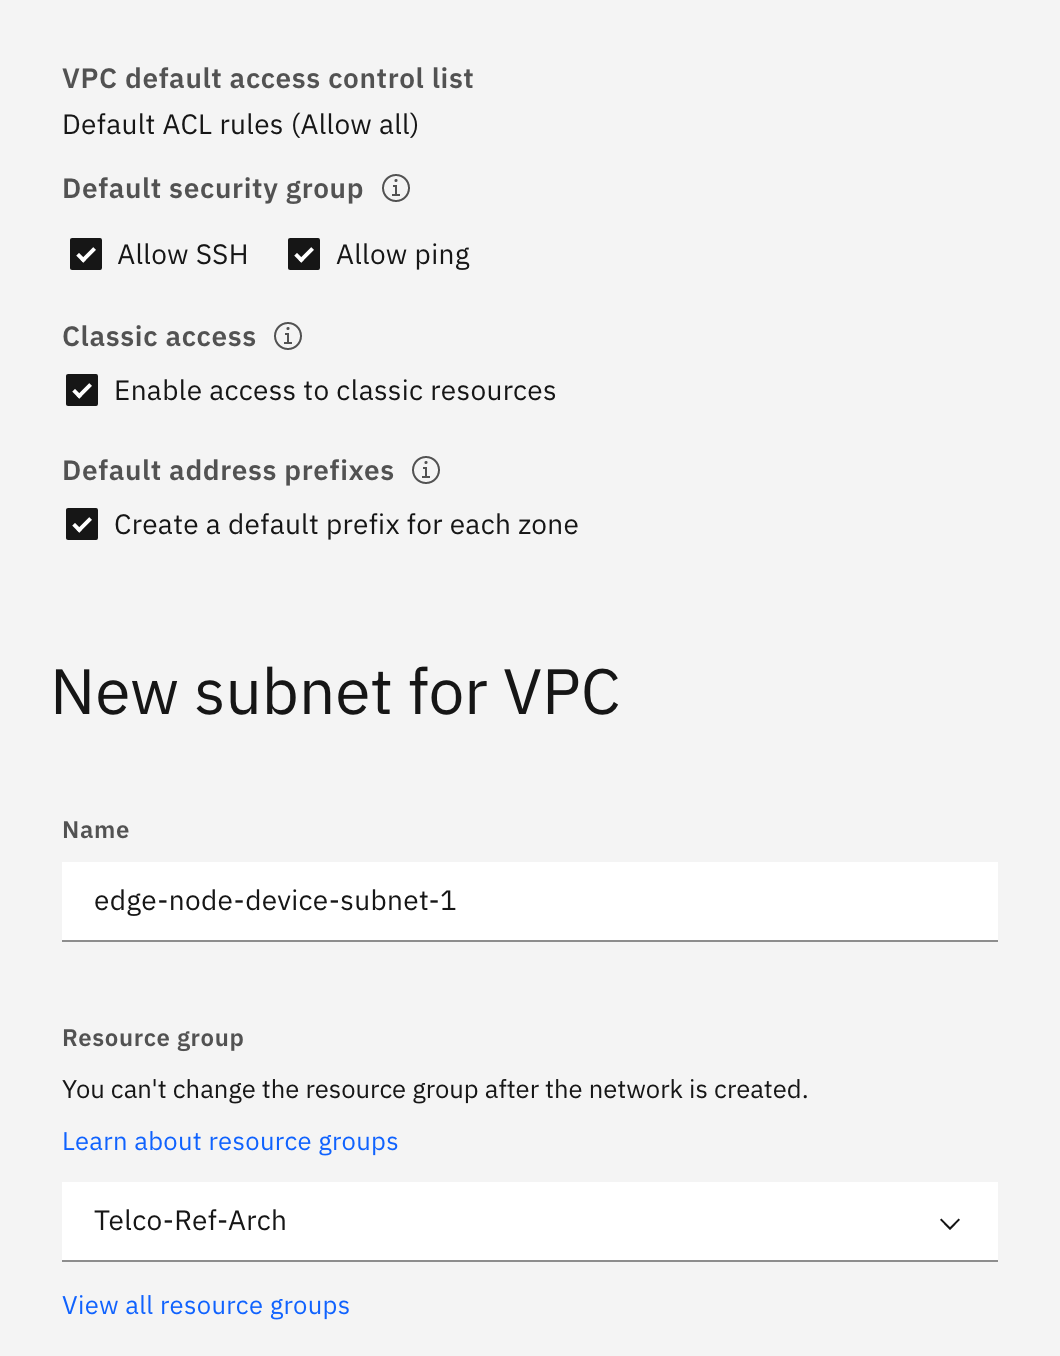 VPC default access control list
Default ACL rules (Allow all)
Default security group
Allow SSH
Allow ping
Classic access
Enable access to classic resources
Default address prefixes
Create a default prefix for each zone
New subnet for VPC
Name
edge-node-device-subnet-1
Resource group
You can't change the resource group after the network is created.
Learn about resource groups
Telco-Ref-Arch
View all resource groups